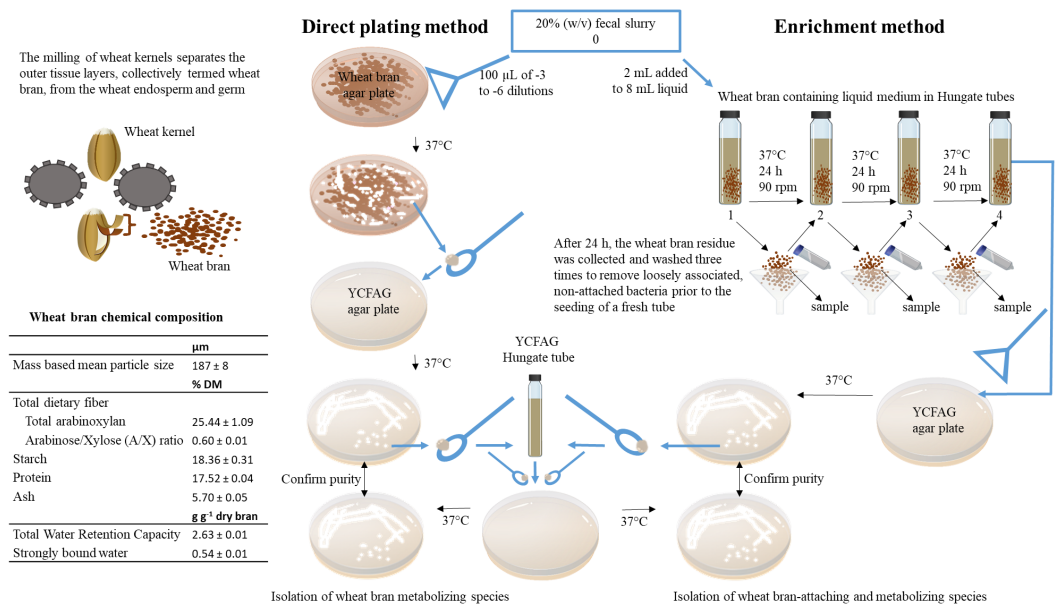 Direct plating method
20% (w/v) fecal slurry
0
Enrichment method
The milling of wheat kernels separates the
outer tissue layers, collectively termed wheat
bran, from the wheat endosperm and germ
Wheat kernel
Wheat bran
Wheat bran
agar plate
100 µL of -3
to -6 dilutions
37°C
YCFAG
agar plate
37°C
2 mL added
to 8 mL liquid
Wheat bran containing liquid medium in Hungate tubes
37°C
24 h
90 rpm
37°C
24 h
90 rpm
37°C
24 h
90 rpm
1
2
3
4
After 24 h, the wheat bran residue
was collected and washed three
times to remove loosely associated,
non-attached bacteria prior to the
seeding of a fresh tube
sample
sample
sample
Wheat bran chemical composition
µm
Mass based mean particle size 187 ± 8
% DM
Total dietary fiber
Total arabinoxylan 25.44 ± 1.09
Arabinose/Xylose (A/X) ratio 0.60 ± 0.01
Starch 18.36 ± 0.31
Protein 17.52 ± 0.04
Ash 5.70 ± 0.05
g g⁻¹ dry bran
Total Water Retention Capacity 2.63 ± 0.01
Strongly bound water 0.54 ± 0.01
YCFAG
Hungate tube
37°C
YCFAG
agar plate
Confirm purity
Confirm purity
37°C
37°C
Isolation of wheat bran metabolizing species
Isolation of wheat bran-attaching and metabolizing species